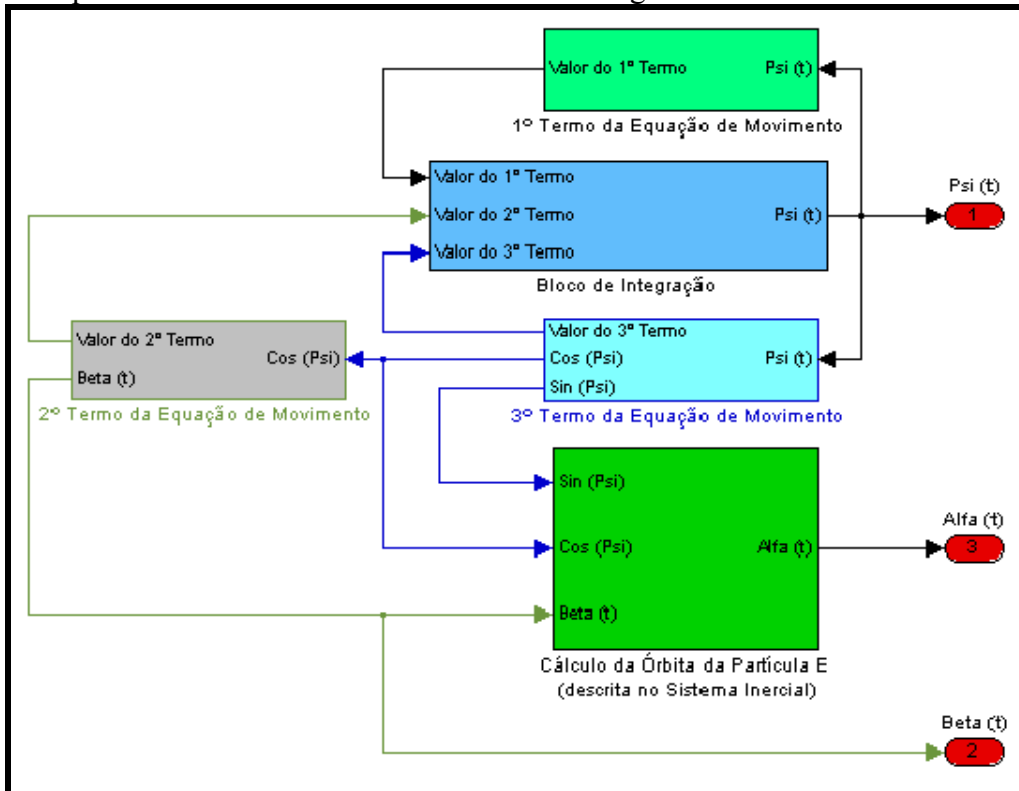 Valor do 1º Termo
Psi (t)
1º Termo da Equação de Movimento
Valor do 1º Termo
Valor do 2º Termo
Valor do 3º Termo
Psi (t)
Bloco de Integração
Psi (t)
1
Valor do 2º Termo
Beta (t)
Cos (Psi)
2º Termo da Equação de Movimento
Valor do 3º Termo
Cos (Psi)
Sin (Psi)
Psi (t)
3º Termo da Equação de Movimento
Sin (Psi)
Cos (Psi)
Beta (t)
Alfa (t)
Cálculo da Órbita da Partícula E
(descrita no Sistema Inercial)
Alfa (t)
3
Beta (t)
2